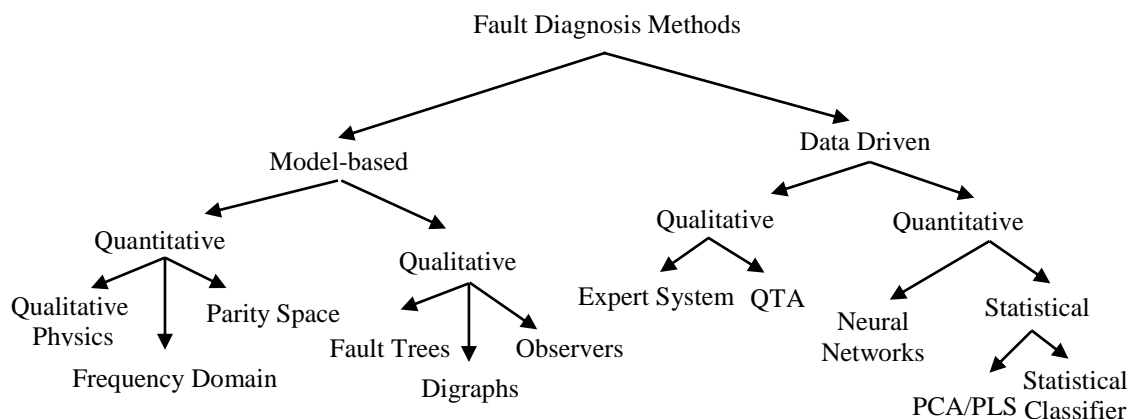 Fault Diagnosis Methods
Data Driven
Model-based
Qualitative
Quantitative
Quantitative
Qualitative
Expert System
QTA
Qualitative
Physics
Parity Space
Statistical
Neural
Networks
Fault Trees
Observers
Frequency Domain
Digraphs
PCA/PLS
Statistical
Classifier